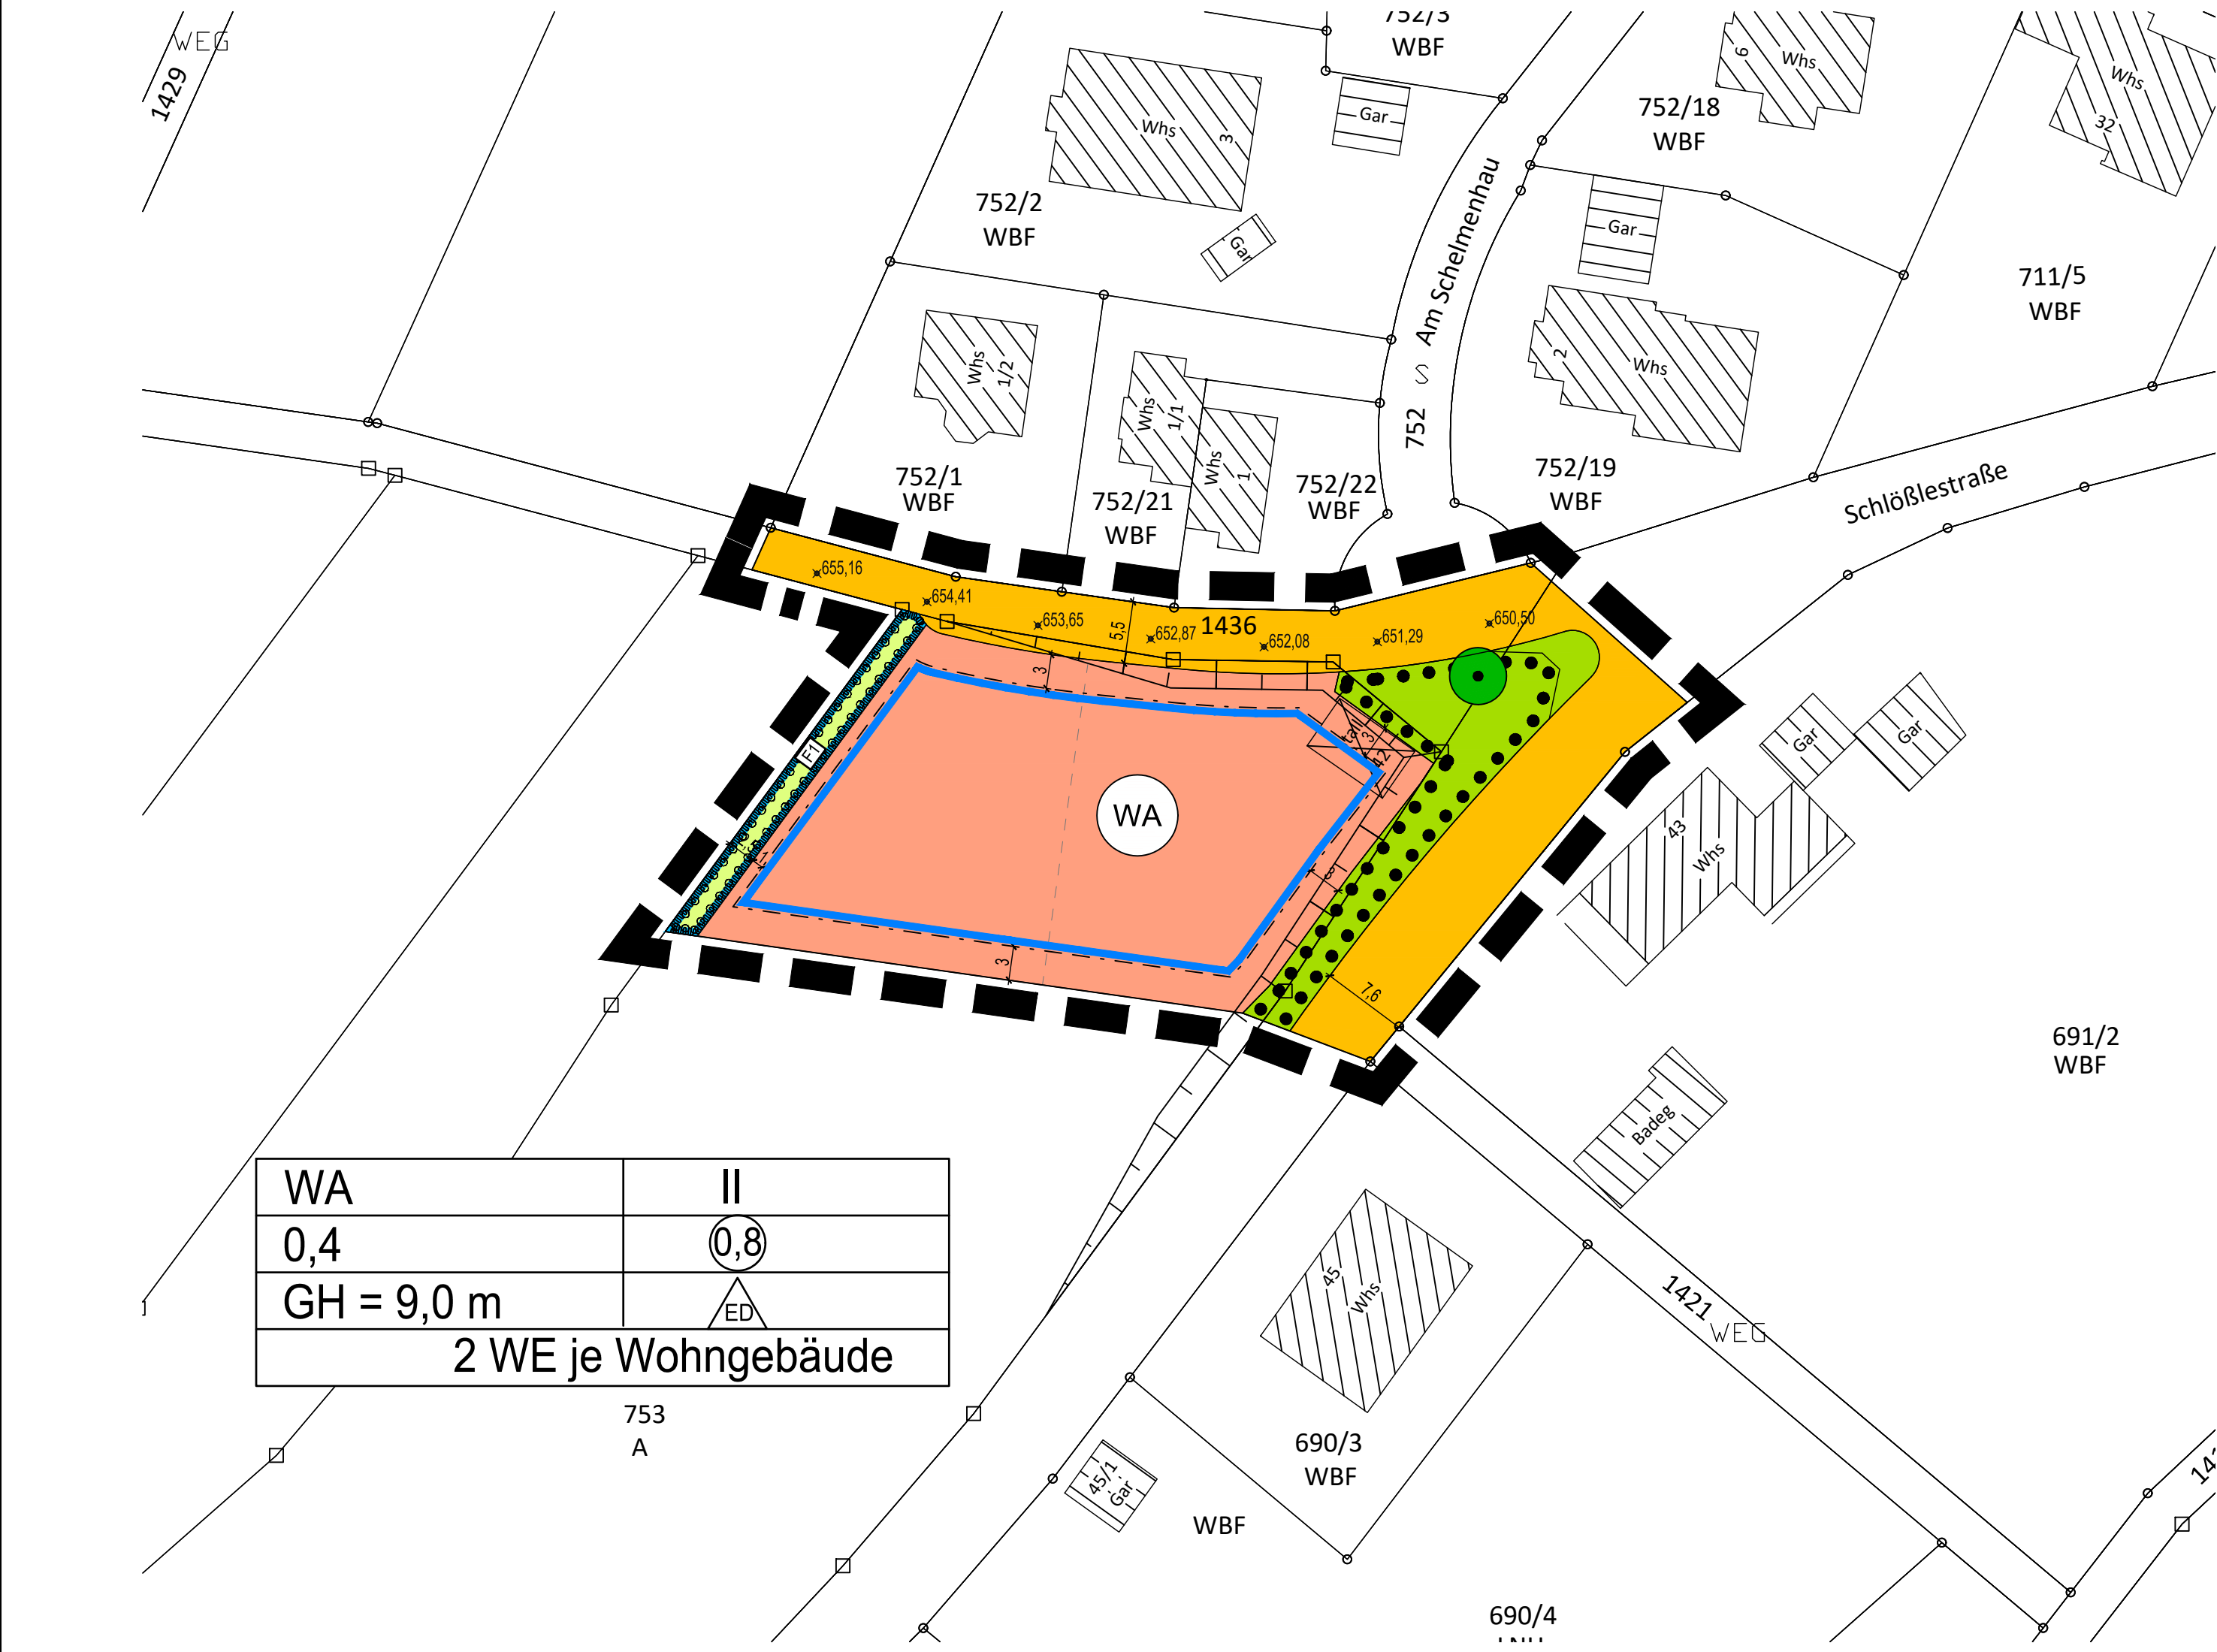 WEG
1429
752/3
WBF
Gar
Whs
3
752/2
WBF
Gar
Am Schelmenhau
752/18
WBF
9
Whs
Whs
32
Gar
711/5
WBF
2
Whs
Whs
1/2
Whs
1/1
Whs
1
S
752
752/1
WBF
752/21
WBF
752/22
WBF
752/19
WBF
Schlößlestraße
655,16
654,41
653,65
5,5
652,87
1436
652,08
651,29
650,50
3
3
42
F1
WA
3
3
7,6
Gar
Gar
43
Whs
691/2
WBF
Badeg
WA
II
0,4
0,8
GH = 9,0 m
ED
2 WE je Wohngebäude
45
Whs
1421
WEG
753
A
690/3
WBF
45/1
Gar
WBF
690/4